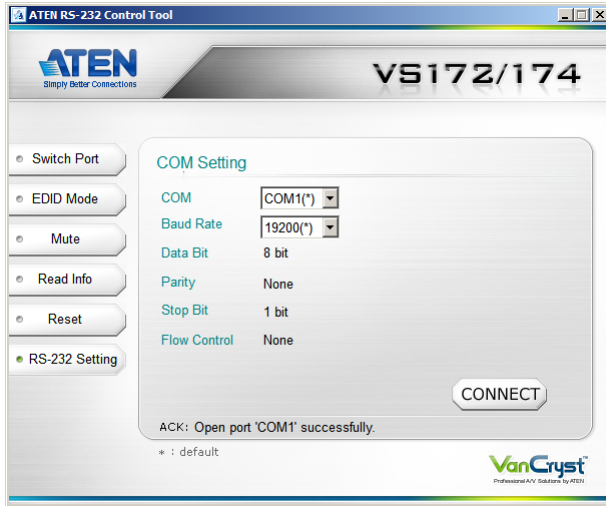 ATEN RS-232 Control Tool
ATEN
Simply Better Connections
VS172/174
Switch Port
EDID Mode
Mute
Read Info
Reset
RS-232 Setting
COM Setting
COM COM1(*)
Baud Rate 19200(*)
Data Bit 8 bit
Parity None
Stop Bit 1 bit
Flow Control None
CONNECT
ACK: Open port 'COM1' successfully.
* : default
VanCryst™
Professional A/V Solutions by ATEN